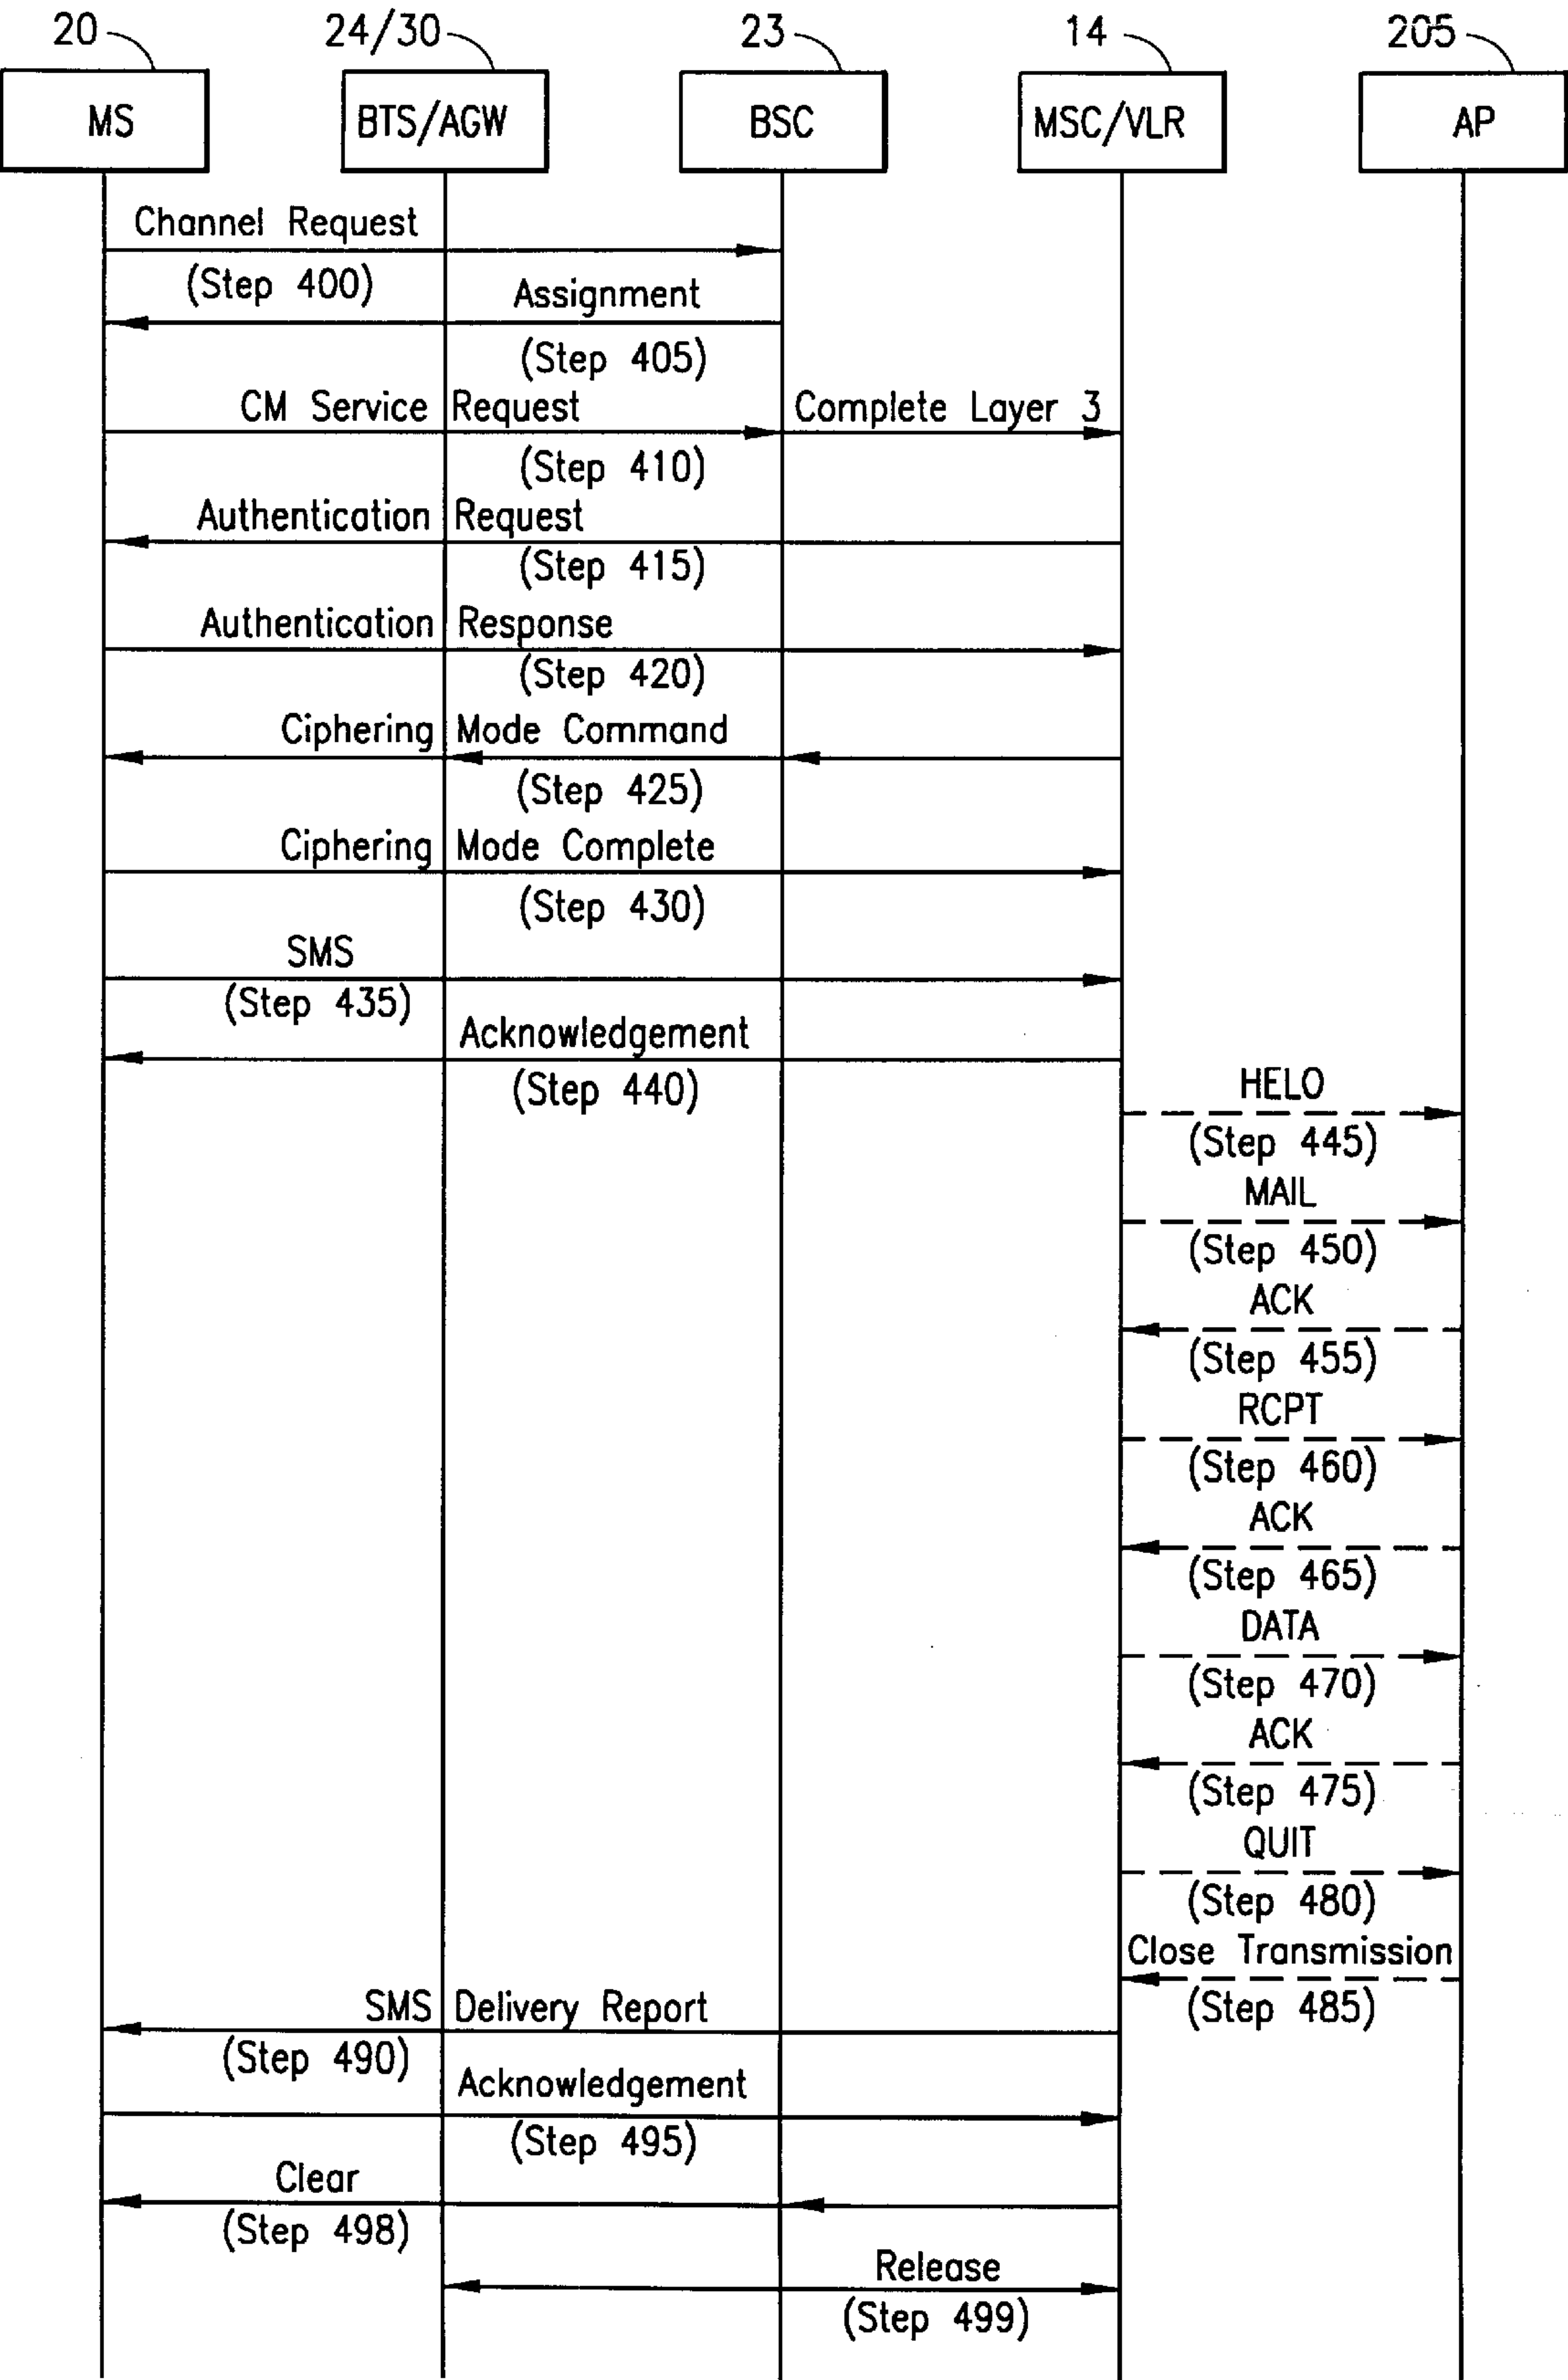 20 24/30 23 14 205
MS BTS/AGW BSC MSC/VLR AP
Channel Request
(Step 400)
Assignment
(Step 405)
CM Service Request Complete Layer 3
(Step 410)
Authentication Request
(Step 415)
Authentication Response
(Step 420)
Ciphering Mode Command
(Step 425)
Ciphering Mode Complete
(Step 430)
SMS
(Step 435)
Acknowledgement
(Step 440)
HELO
(Step 445)
MAIL
(Step 450)
ACK
(Step 455)
RCPT
(Step 460)
ACK
(Step 465)
DATA
(Step 470)
ACK
(Step 475)
QUIT
(Step 480)
Close Transmission
(Step 485)
SMS Delivery Report
(Step 490)
Acknowledgement
(Step 495)
Clear
(Step 498)
Release
(Step 499)